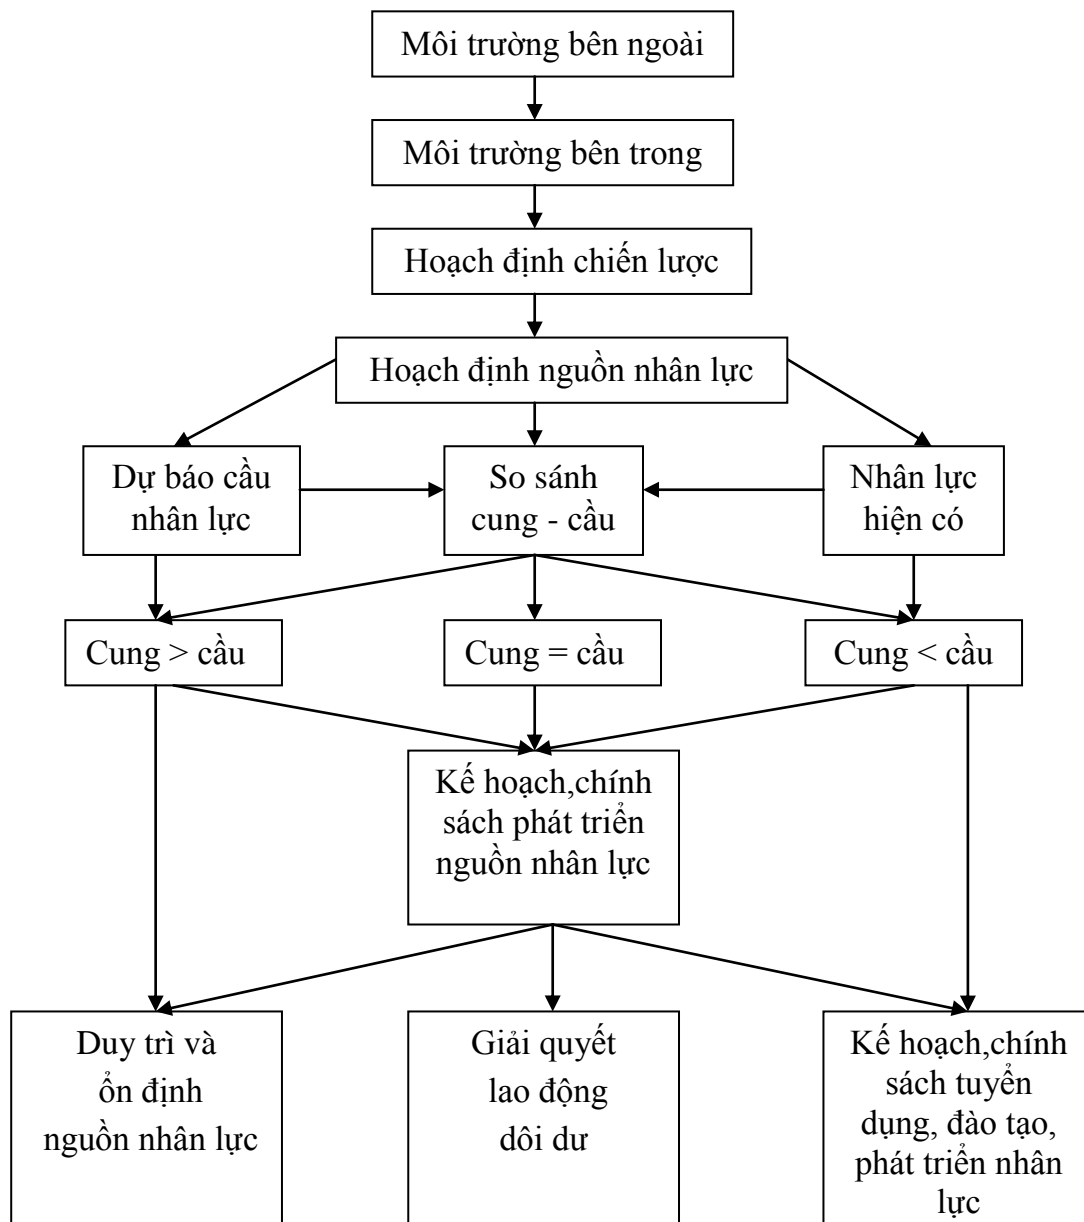 Môi trường bên ngoài
Môi trường bên trong
Hoạch định chiến lược
Hoạch định nguồn nhân lực
Dự báo cầu
nhân lực
So sánh
cung - cầu
Nhân lực
hiện có
Cung > cầu
Cung = cầu
Cung < cầu
Kế hoạch,chính
sách phát triển
nguồn nhân lực
Duy trì và
ổn định
nguồn nhân lực
Giải quyết
lao động
dôi dư
Kế hoạch,chính
sách tuyển
dụng, đào tạo,
phát triển nhân
lực